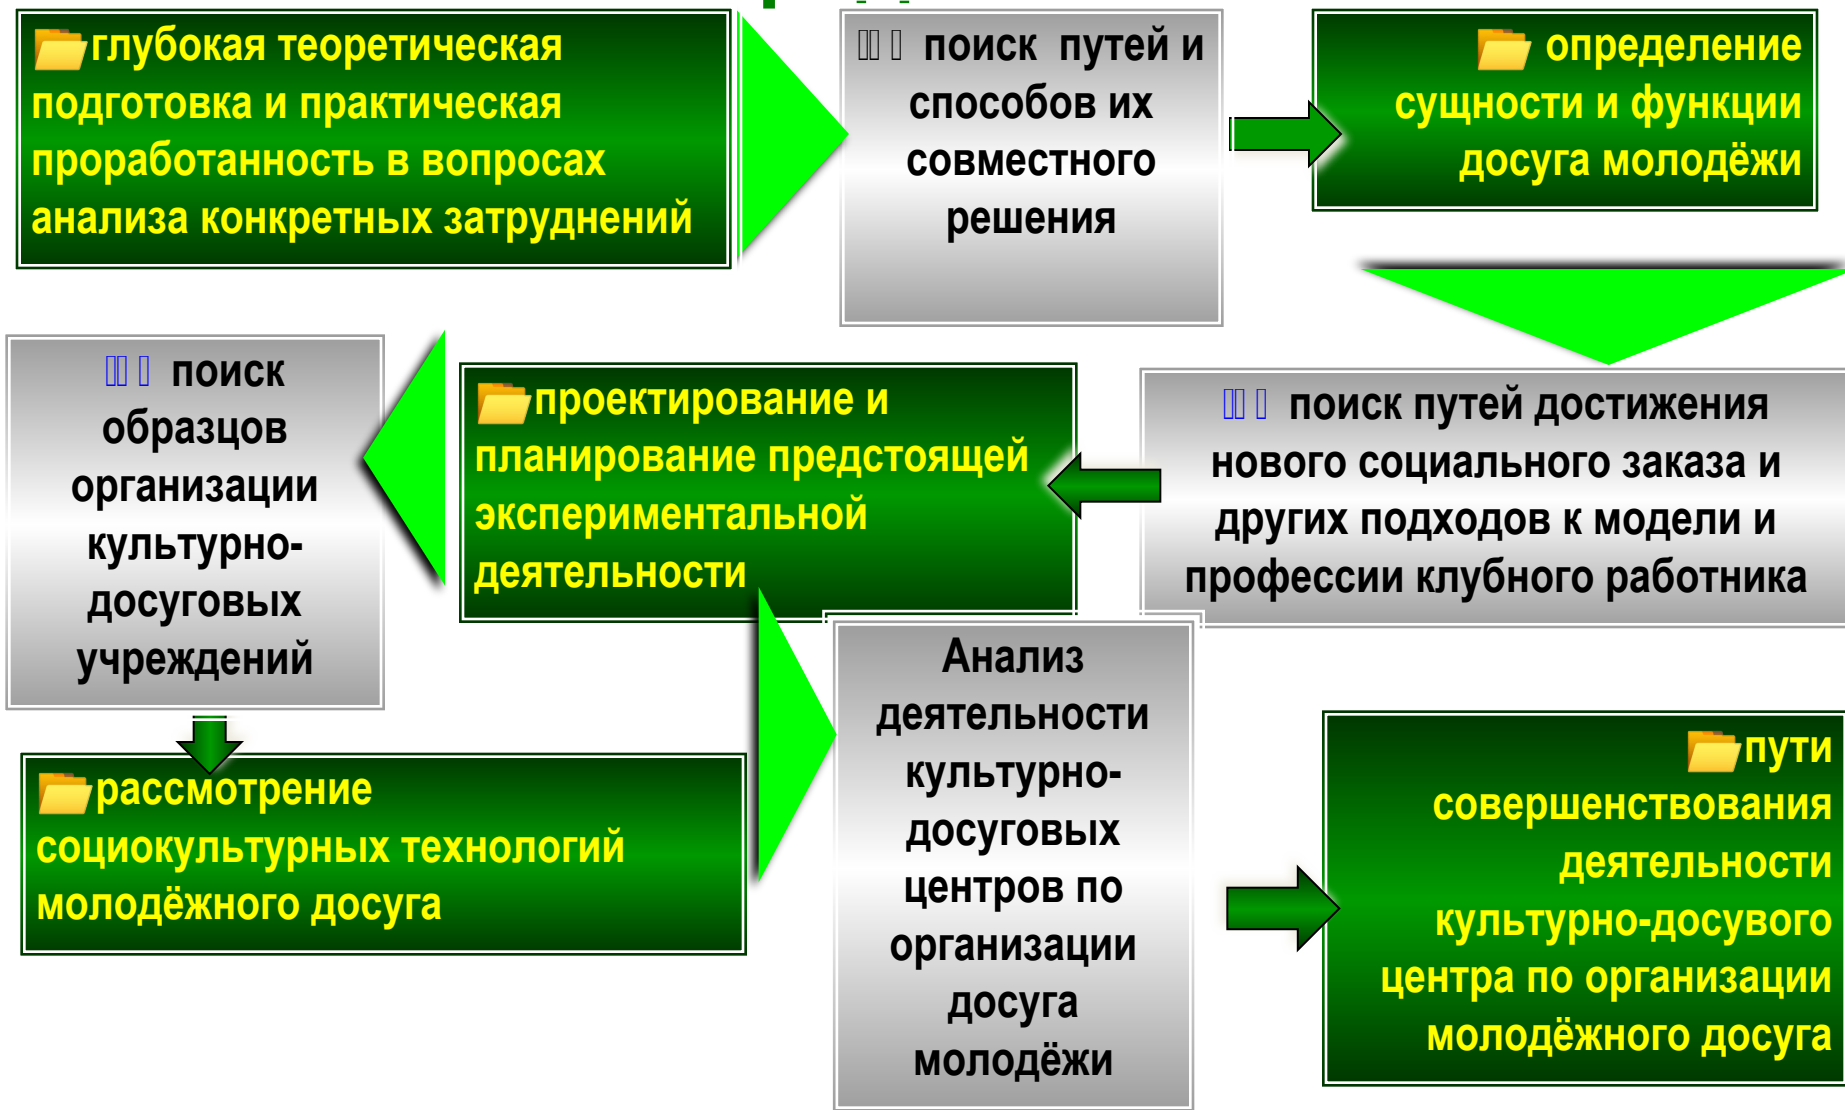 глубокая теоретическая
подготовка и практическая
проработанность в вопросах
анализа конкретных затруднений
поиск путей и
способов их
совместного
решения
определение
сущности и функции
досуга молодёжи
поиск путей достижения
нового социального заказа и
других подходов к модели и
профессии клубного работника
проектирование и
планирование предстоящей
экспериментальной
деятельности
поиск
образцов
организации
культурно-
досуговых
учреждений
рассмотрение
социокультурных технологий
молодёжного досуга
Анализ
деятельности
культурно-
досуговых
центров по
организации
досуга
молодёжи
пути
совершенствования
деятельности
культурно-досувого
центра по организации
молодёжного досуга